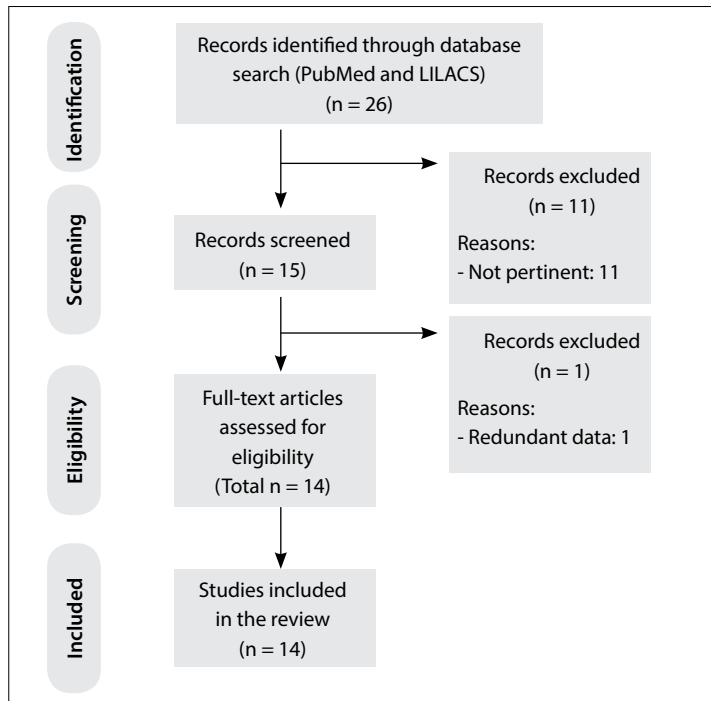 Identification
Records identified through database
search (PubMed and LILACS)
(n = 26)
Records excluded
(n = 11)
Reasons:
- Not pertinent: 11
Screening
Records screened
(n = 15)
Records excluded
(n = 1)
Reasons:
- Redundant data: 1
Eligibility
Full-text articles
assessed for
eligibility
(Total n = 14)
Included
Studies included
in the review
(n = 14)